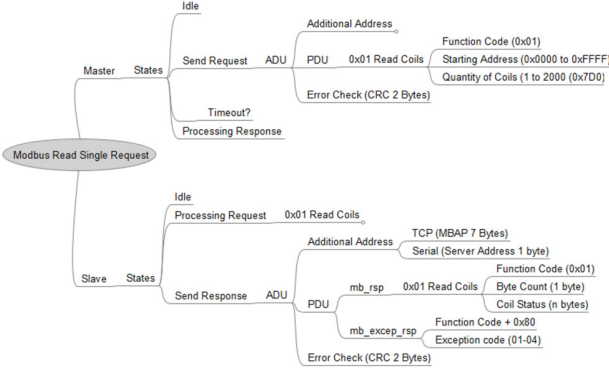 Modbus Read Single Request
Master
States
Idle
Send Request
ADU
Additional Address
PDU
0x01 Read Coils
Function Code (0x01)
Starting Address (0x0000 to 0xFFFF)
Quantity of Coils (1 to 2000 (0x7D0)
Error Check (CRC 2 Bytes)
Timeout?
Processing Response
Slave
States
Idle
Processing Request
0x01 Read Coils
Send Response
ADU
Additional Address
TCP (MBAP 7 Bytes)
Serial (Server Address 1 byte)
PDU
mb_rsp
0x01 Read Coils
Function Code (0x01)
Byte Count (1 byte)
Coil Status (n bytes)
mb_excep_rsp
Function Code + 0x80
Exception code (01-04)
Error Check (CRC 2 Bytes)